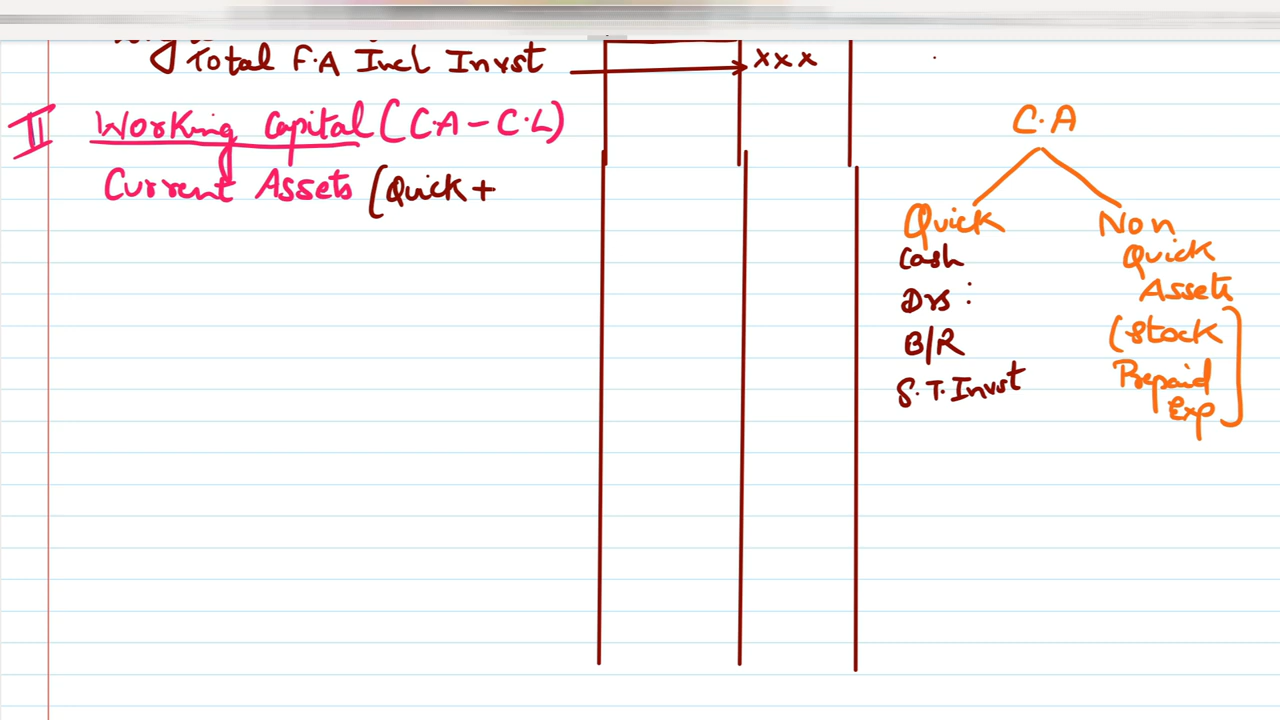 Total F.A Incl Invst xxx
II Working Capital (C.A - C.L)
Current Assets (Quick +
C.A
Quick
Cash
Drs :
B/R
S.T. Invst
Non
Quick
Assets
(Stock
Prepaid
Exp